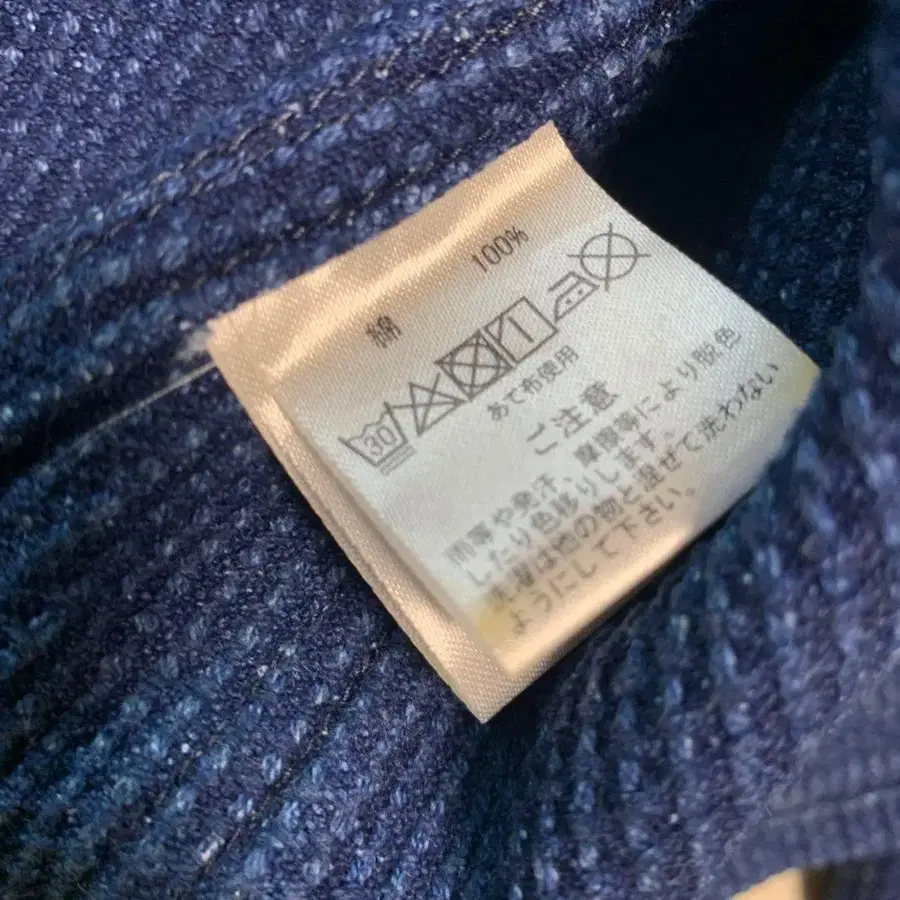 綿 100%
30
あて布使用
ご注意
雨等や発汗、摩擦等により脱色
したり色移りします。
洗濯は他の物と混ぜて洗わない
ようにして下さい。